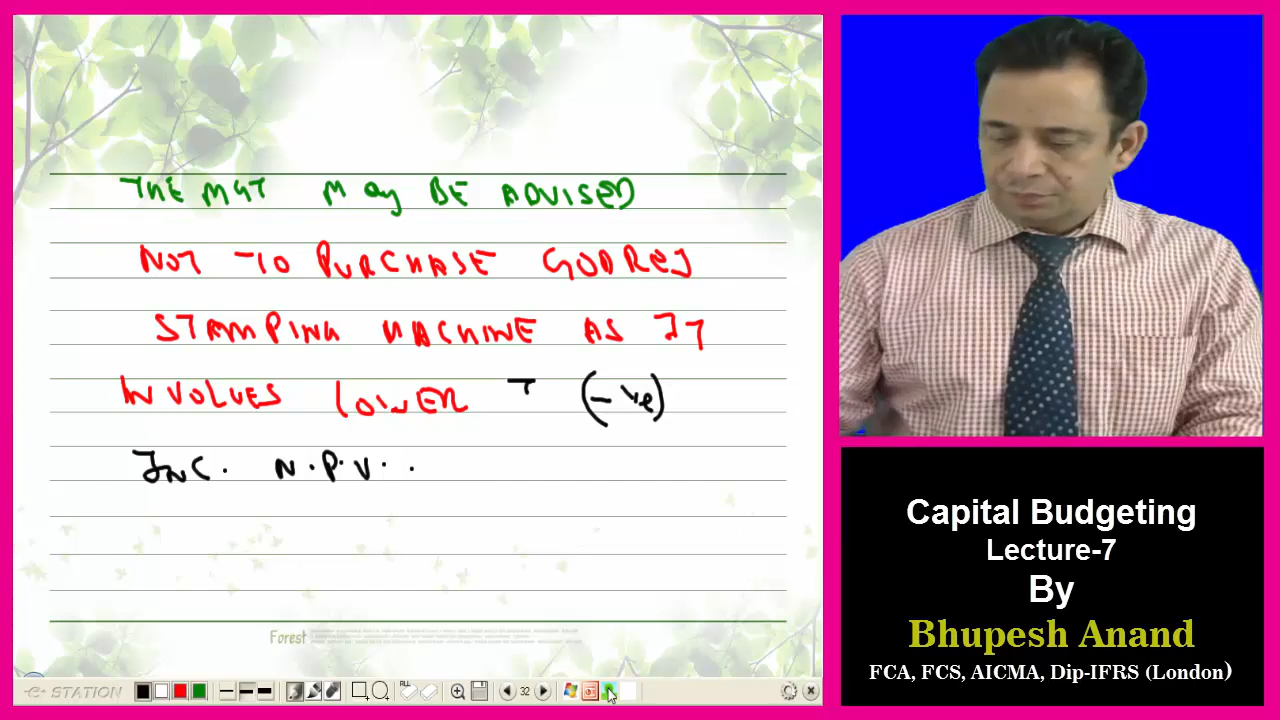 THE MGT May BE ADVISED
NOT TO PURCHASE GODREJ
STAMPING MACHINE AS IT
INVOLVES LOWER (-ve)
INC. N.P.V..
Forest
e-STATION
ALL
32
Capital Budgeting
Lecture-7
By
Bhupesh Anand
FCA, FCS, AICMA, Dip-IFRS (London)